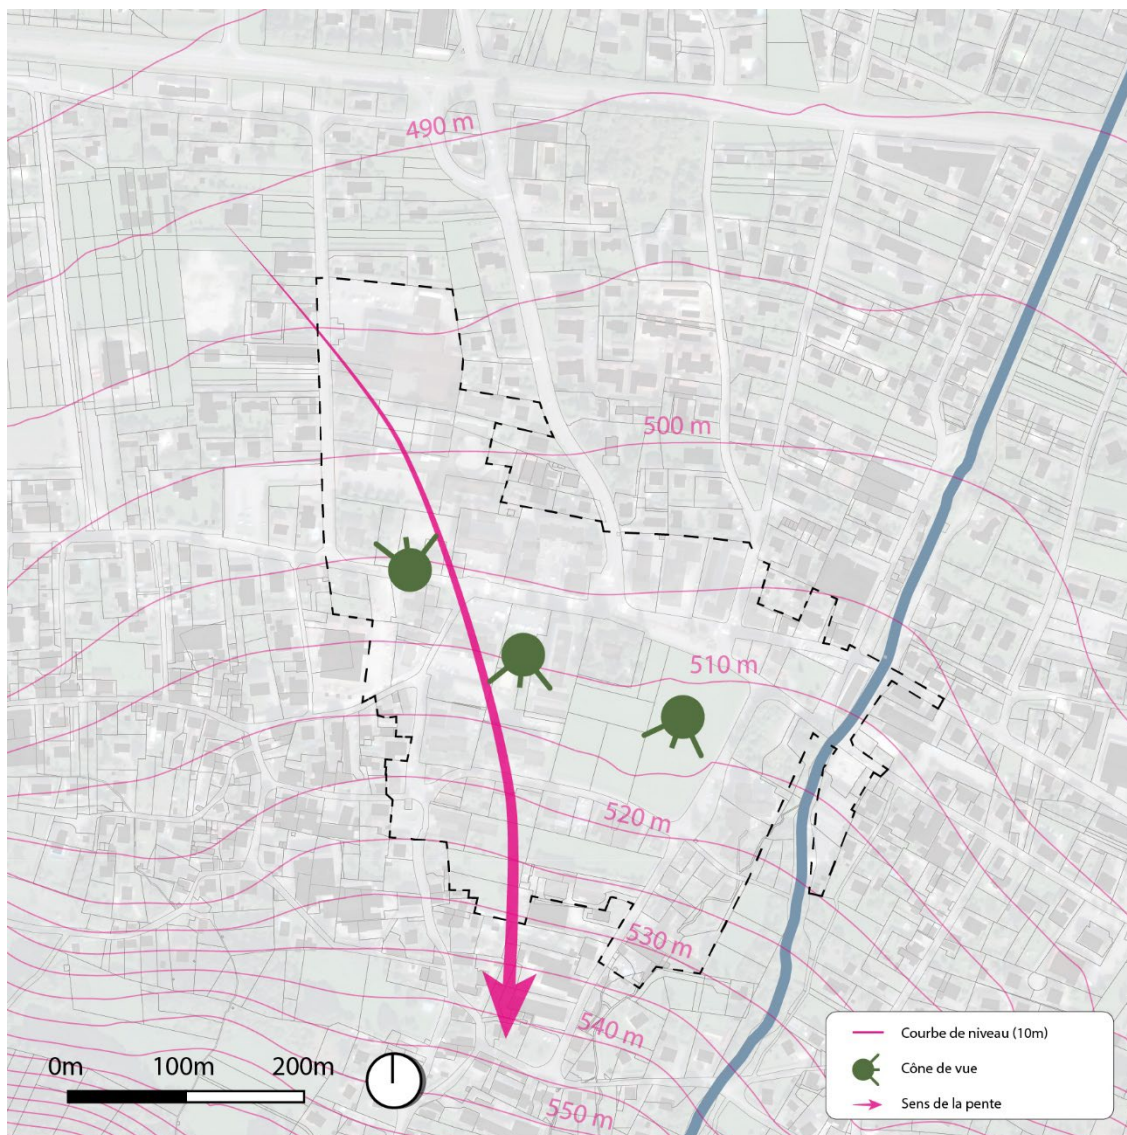 490 m
500 m
510 m
520 m
530 m
540 m
550 m
0m 100m 200m
Courbe de niveau (10m)
Cône de vue
Sens de la pente